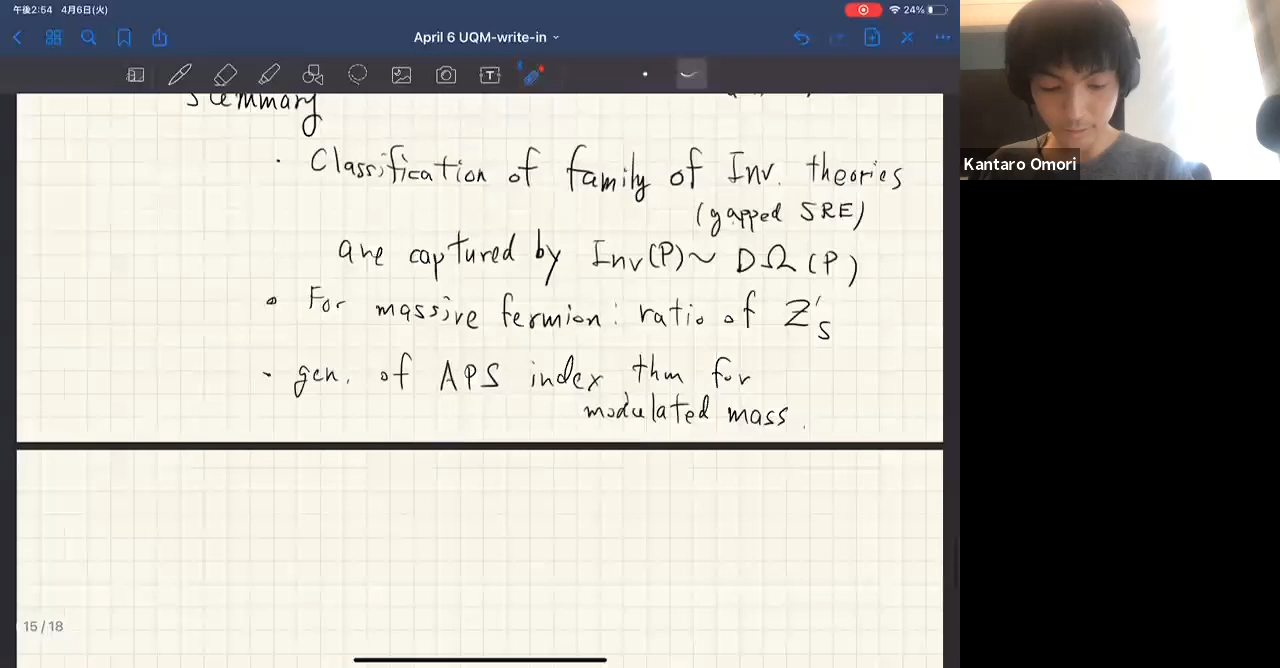 午後2:54 4月6日(火)
24%
April 6 UQM-write-in
T
Summary
· Classification of family of Inv. theories
(gapped SRE)
are captured by Inv(P)~ DΩ(P)
· For massive fermion: ratio of Z's
· gen. of APS index thm for
modulated mass.
15/18
Kantaro Omori